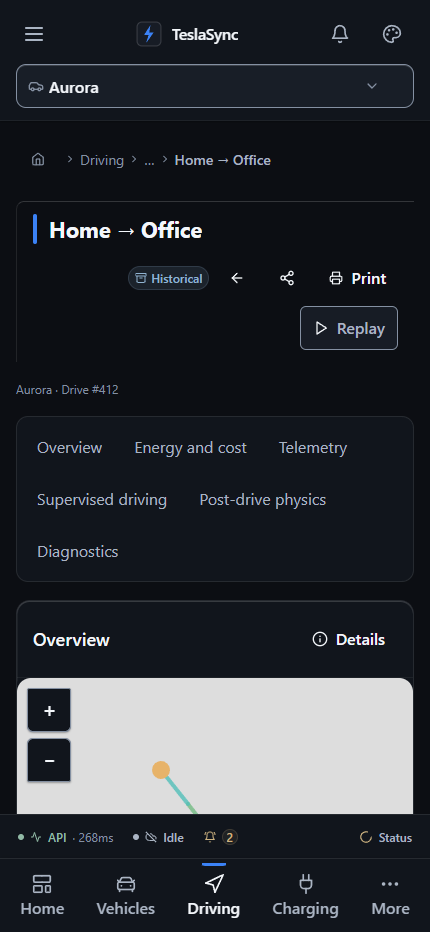 TeslaSync
Aurora
Driving ... Home → Office
Home → Office
Historical Print
Replay
Aurora · Drive #412
Overview Energy and cost Telemetry
Supervised driving Post-drive physics
Diagnostics
Overview Details
+
−
API · 268ms Idle 2 Status
Home Vehicles Driving Charging More